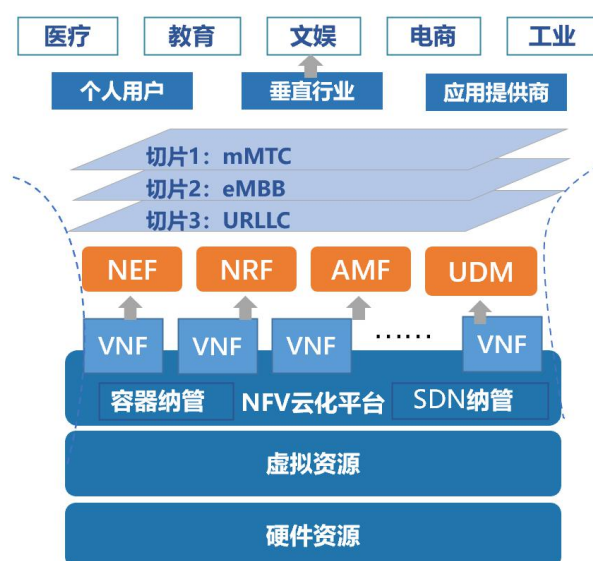 医疗 教育 文娱 电商 工业
个人用户 垂直行业 应用提供商
切片1：mMTC
切片2：eMBB
切片3：URLLC
NEF NRF AMF UDM
VNF VNF VNF …… VNF
容器纳管 NFV云化平台 SDN纳管
虚拟资源
硬件资源